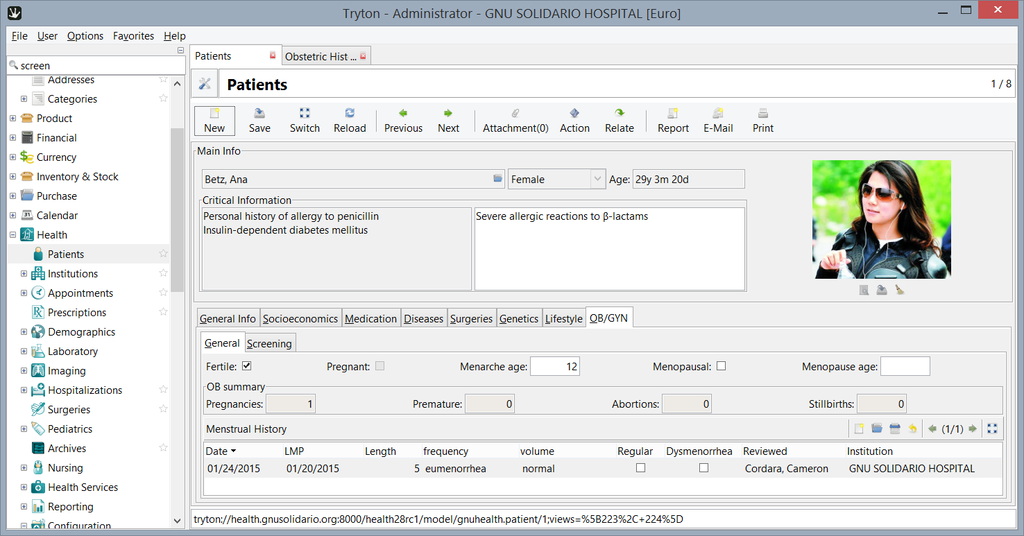 Tryton - Administrator - GNU SOLIDARIO HOSPITAL [Euro]
File User Options Favorites Help
screen
Addresses
Categories
Product
Financial
Currency
Inventory & Stock
Purchase
Calendar
Health
Patients
Institutions
Appointments
Prescriptions
Demographics
Laboratory
Imaging
Hospitalizations
Surgeries
Pediatrics
Archives
Nursing
Health Services
Reporting
Configuration
Patients Obstetric Hist ...
Patients 1 / 8
New Save Switch Reload Previous Next Attachment(0) Action Relate Report E-Mail Print
Main Info
Betz, Ana Female Age: 29y 3m 20d
Critical Information
Personal history of allergy to penicillin
Insulin-dependent diabetes mellitus
Severe allergic reactions to β-lactams
General Info Socioeconomics Medication Diseases Surgeries Genetics Lifestyle OB/GYN
General Screening
Fertile: Pregnant: Menarche age: 12 Menopausal: Menopause age:
OB summary
Pregnancies: 1 Premature: 0 Abortions: 0 Stillbirths: 0
Menstrual History (1/1)
Date LMP Length frequency volume Regular Dysmenorrhea Reviewed Institution
01/24/2015 01/20/2015 5 eumenorrhea normal Cordara, Cameron GNU SOLIDARIO HOSPITAL
tryton://health.gnusolidario.org:8000/health28rc1/model/gnuhealth.patient/1;views=%5B223%2C+224%5D